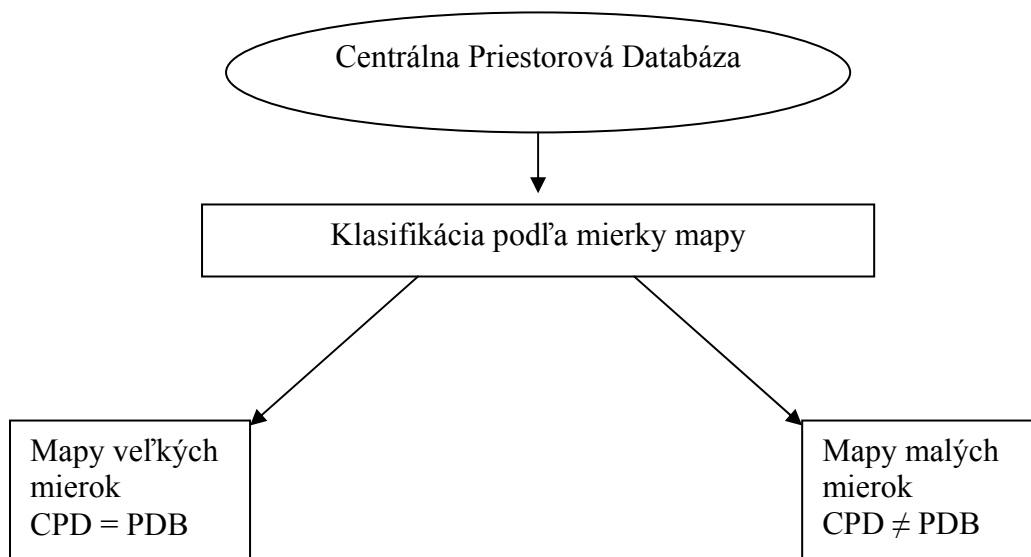 Centrálna Priestorová Databáza
Klasifikácia podľa mierky mapy
Mapy veľkých
mierok
CPD = PDB
Mapy malých
mierok
CPD ≠ PDB